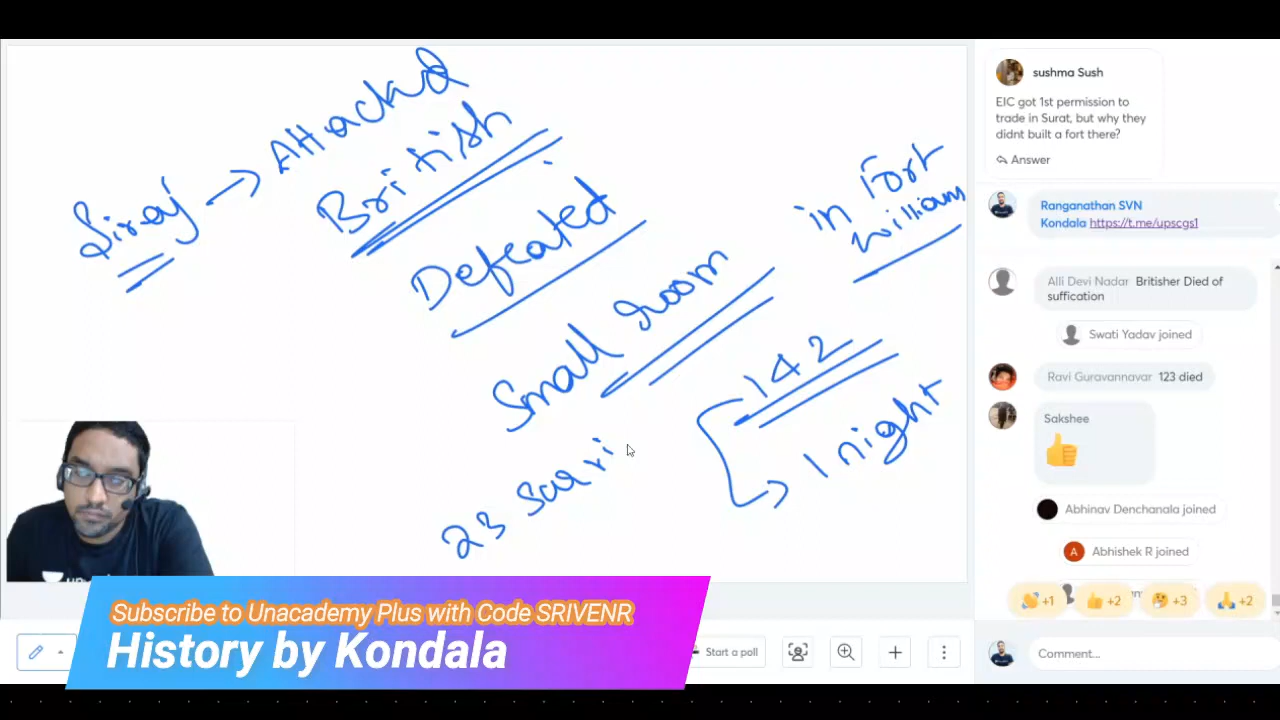 Siraj → Attackd
British
Defeated
Small room
in Fort
William
142
1 night
23 Sarri
sushma Sush
EIC got 1st permission to
trade in Surat, but why they
didnt built a fort there?
Answer
Ranganathan SVN
Kondala https://t.me/upscgs1
Alli Devi Nadar Britisher Died of
suffication
Swati Yadav joined
Ravi Guravannavar 123 died
Sakshee
Abhinav Denchanala joined
A Abhishek R joined
+1
+2
+3
+2
Subscribe to Unacademy Plus with Code SRIVENR
History by Kondala
Start a poll
Comment...